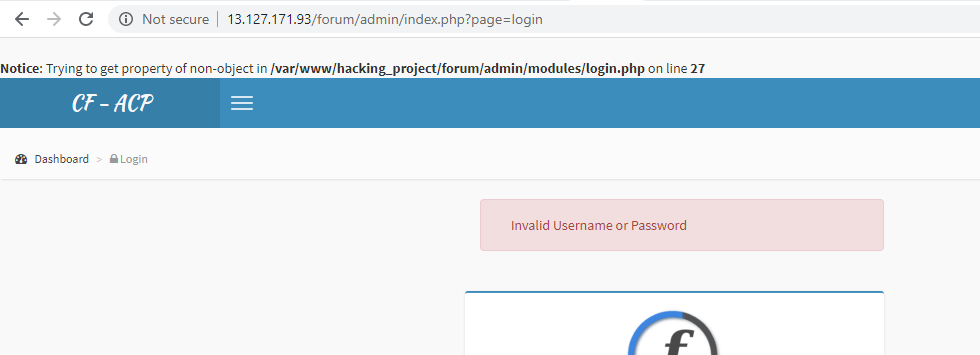 Not secure | 13.127.171.93/forum/admin/index.php?page=login
Notice: Trying to get property of non-object in /var/www/hacking_project/forum/admin/modules/login.php on line 27
CF - ACP
Dashboard > Login
Invalid Username or Password
f